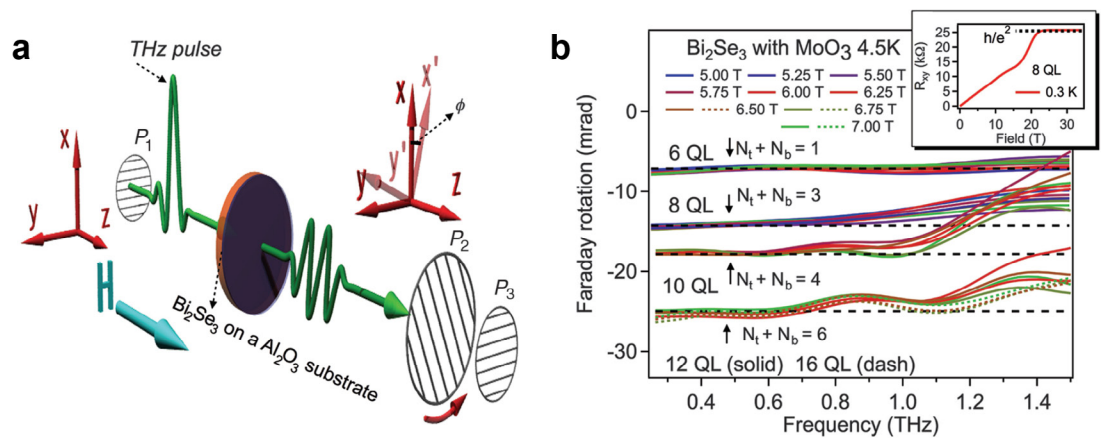 a
THz pulse
P1
x
y
z
H
Bi2Se3 on a Al2O3
substrate
x x'
ϕ
y y'
z
P2
P3
b
Bi2Se3 with MoO3 4.5K
5.00 T 5.25 T 5.50 T
5.75 T 6.00 T 6.25 T
6.50 T 6.75 T
7.00 T
h/e2
8 QL
0.3 K
Rxy (kΩ)
25
20
15
10
5
0
0 10 20 30
Field (T)
Faraday rotation (mrad)
0
-10
-20
-30
6 QL Nt + Nb = 1
8 QL Nt + Nb = 3
10 QL Nt + Nb = 4
Nt + Nb = 6
12 QL (solid) 16 QL (dash)
0.4 0.6 0.8 1.0 1.2 1.4
Frequency (THz)